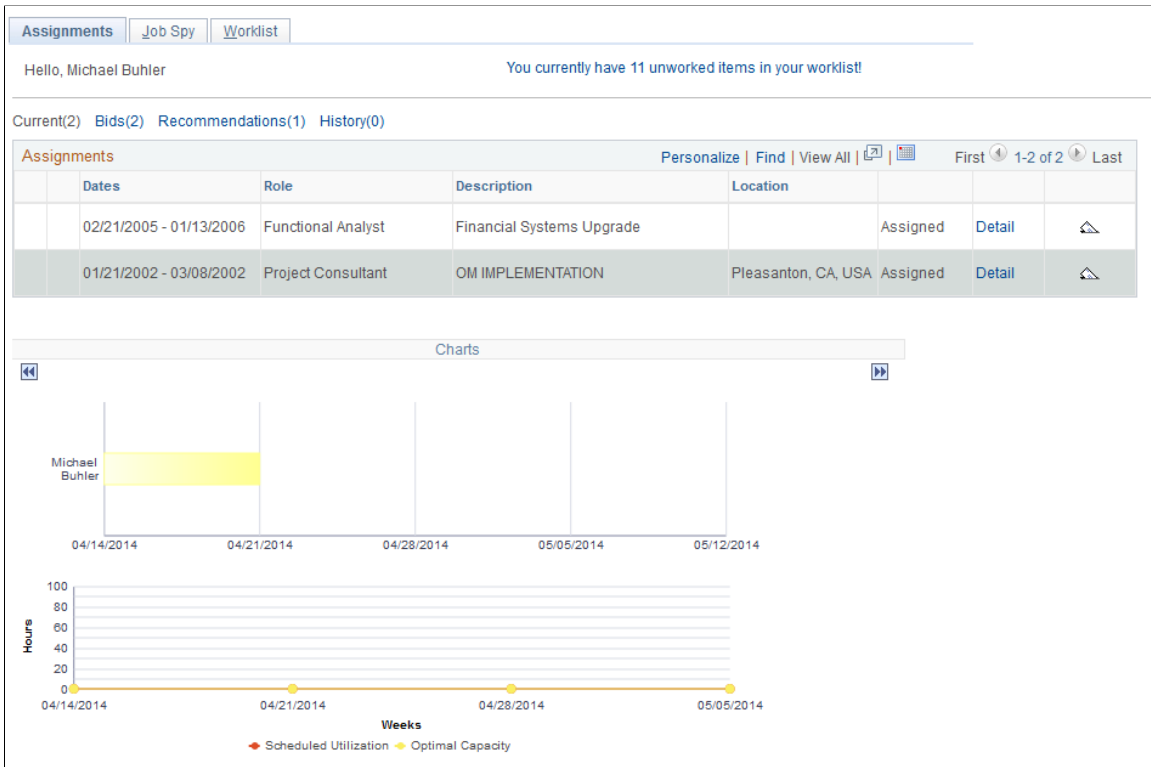 Assignments Job Spy Worklist
Hello, Michael Buhler You currently have 11 unworked items in your worklist!
Current(2) Bids(2) Recommendations(1) History(0)
Assignments Personalize | Find | View All | | First 1-2 of 2 Last
Dates Role Description Location
02/21/2005 - 01/13/2006 Functional Analyst Financial Systems Upgrade Assigned Detail
01/21/2002 - 03/08/2002 Project Consultant OM IMPLEMENTATION Pleasanton, CA, USA Assigned Detail
Charts
Michael
Buhler
04/14/2014 04/21/2014 04/28/2014 05/05/2014 05/12/2014
100
80
60
40
20
0
Hours
04/14/2014 04/21/2014 04/28/2014 05/05/2014
Weeks
Scheduled Utilization Optimal Capacity